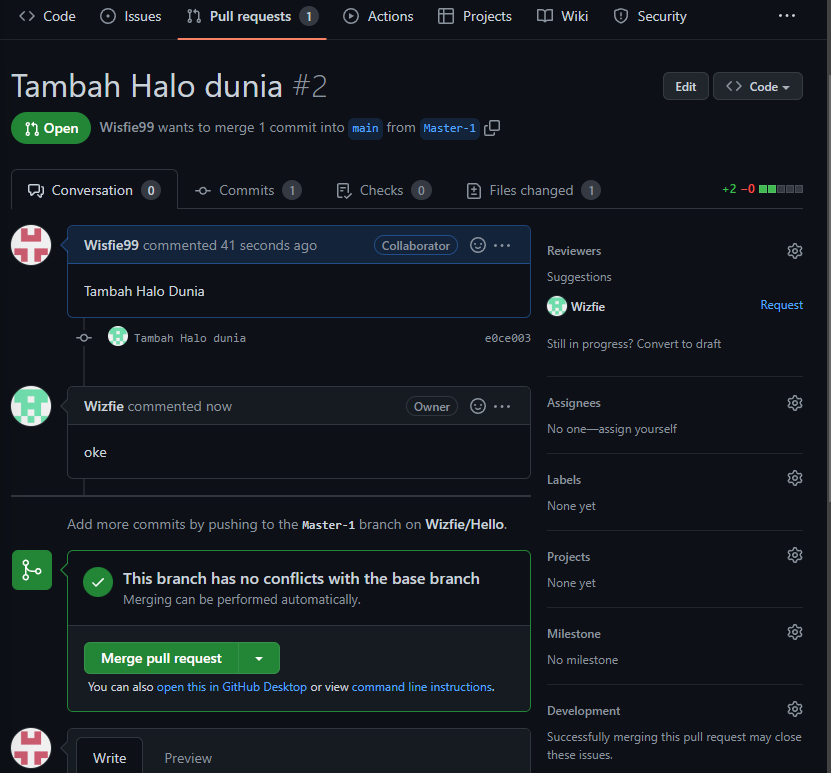 Code Issues Pull requests 1 Actions Projects Wiki Security
Tambah Halo dunia #2
Edit Code
Open Wisfie99 wants to merge 1 commit into main from Master-1
Conversation 0 Commits 1 Checks 0 Files changed 1 +2 −0
Wisfie99 commented 41 seconds ago Collaborator
Tambah Halo Dunia
Tambah Halo dunia e0ce003
Wizfie commented now Owner
oke
Add more commits by pushing to the Master-1 branch on Wizfie/Hello.
This branch has no conflicts with the base branch
Merging can be performed automatically.
Merge pull request
You can also open this in GitHub Desktop or view command line instructions.
Write Preview
Reviewers
Suggestions
Wizfie Request
Still in progress? Convert to draft
Assignees
No one—assign yourself
Labels
None yet
Projects
None yet
Milestone
No milestone
Development
Successfully merging this pull request may close
these issues.